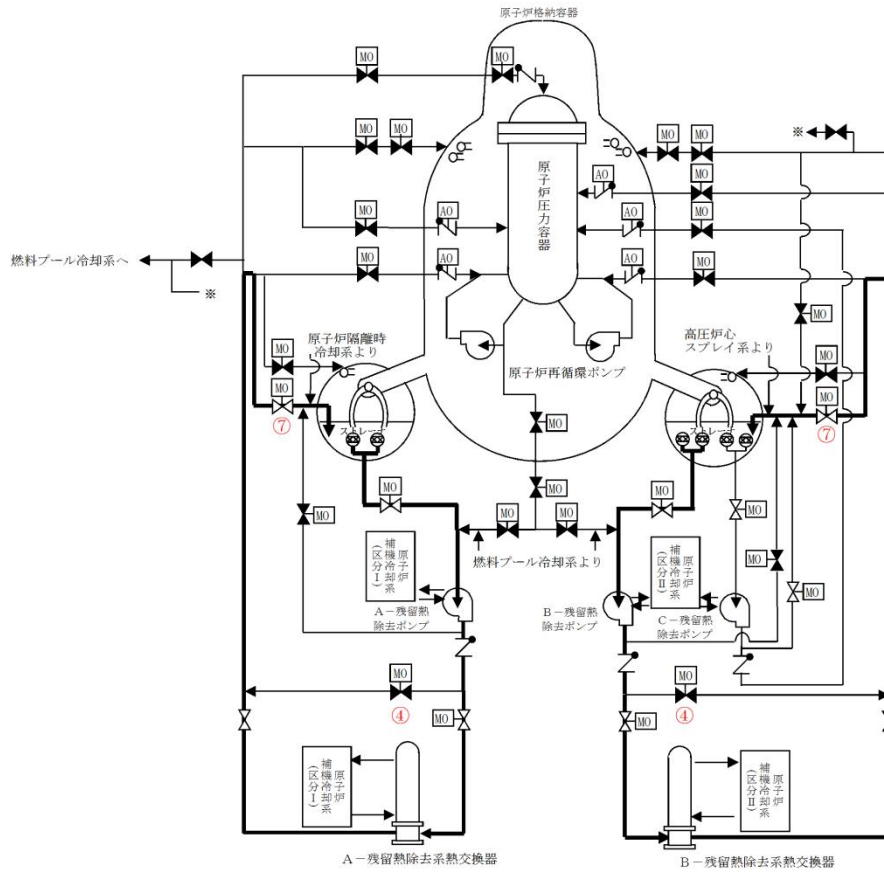 原子炉格納容器
MO
MO
MO
MO
※
MO
MO
原子炉圧力容器
AO
MO
AO
AO
MO
MO
燃料プール冷却系へ
※
MO
AO
AO
MO
MO
原子炉隔離時
冷却系より
MO
MO
⑦
高圧炉心
スプレイ系より
MO
MO
⑦
原子炉再循環ポンプ
ストレーナ
MO
MO
MO
MO
MO
MO
MO
MO
MO
MO
燃料プール冷却系より
原子炉
補機冷却系
(区分Ⅰ)
A-残留熱
除去ポンプ
B-残留熱
除去ポンプ
原子炉
補機冷却系
(区分Ⅱ)
C-残留熱
除去ポンプ
MO
④
MO
MO
④
MO
原子炉
補機冷却系
(区分Ⅰ)
原子炉
補機冷却系
(区分Ⅱ)
A-残留熱除去系熱交換器
B-残留熱除去系熱交換器